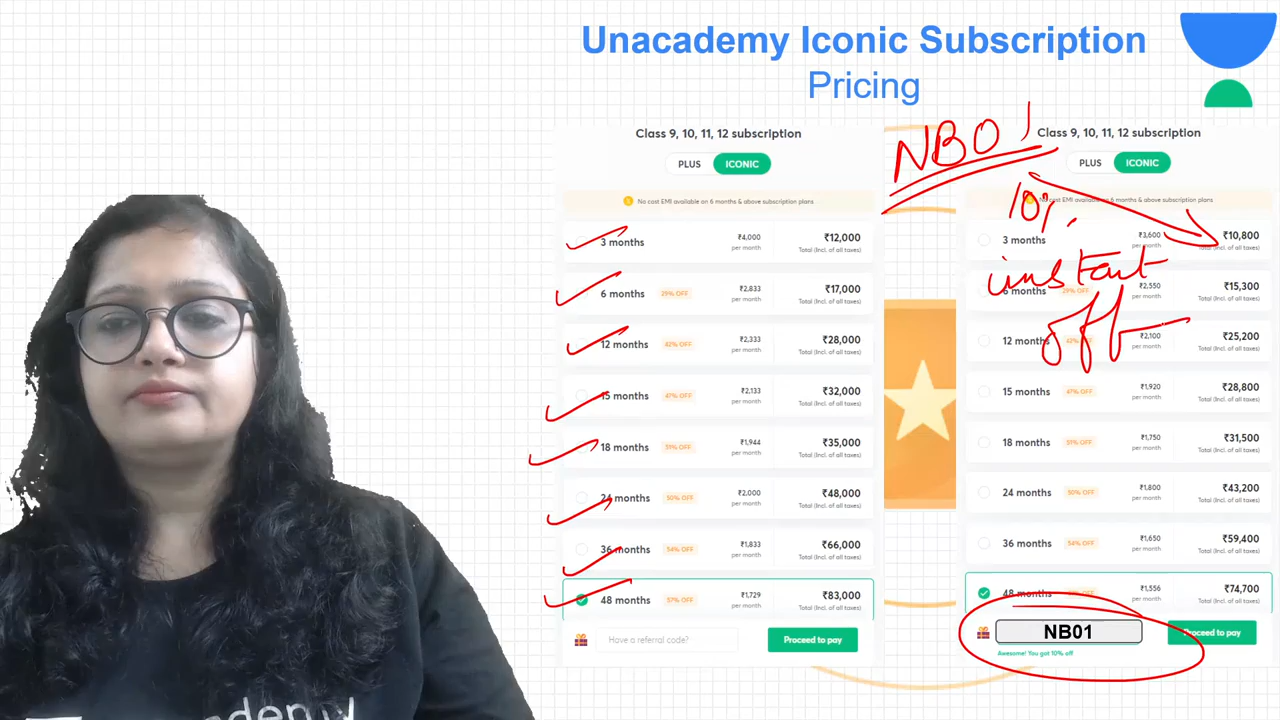 Unacademy Iconic Subscription
Pricing
Class 9, 10, 11, 12 subscription
PLUS ICONIC
No cost EMI available on 6 months & above subscription plans
3 months ₹4,000 per month ₹12,000 Total (Incl. of all taxes)
6 months 29% OFF ₹2,833 per month ₹17,000 Total (Incl. of all taxes)
12 months 42% OFF ₹2,333 per month ₹28,000 Total (Incl. of all taxes)
15 months 47% OFF ₹2,133 per month ₹32,000 Total (Incl. of all taxes)
18 months 51% OFF ₹1,944 per month ₹35,000 Total (Incl. of all taxes)
24 months 50% OFF ₹2,000 per month ₹48,000 Total (Incl. of all taxes)
36 months 54% OFF ₹1,833 per month ₹66,000 Total (Incl. of all taxes)
48 months 57% OFF ₹1,729 per month ₹83,000 Total (Incl. of all taxes)
Have a referral code? Proceed to pay
NBO1
10%
instant
off
Class 9, 10, 11, 12 subscription
PLUS ICONIC
No cost EMI available on 6 months & above subscription plans
3 months ₹3,600 per month ₹10,800 Total (Incl. of all taxes)
6 months 29% OFF ₹2,550 per month ₹15,300 Total (Incl. of all taxes)
12 months 42% OFF ₹2,100 per month ₹25,200 Total (Incl. of all taxes)
15 months 47% OFF ₹1,920 per month ₹28,800 Total (Incl. of all taxes)
18 months 51% OFF ₹1,750 per month ₹31,500 Total (Incl. of all taxes)
24 months 50% OFF ₹1,800 per month ₹43,200 Total (Incl. of all taxes)
36 months 54% OFF ₹1,650 per month ₹59,400 Total (Incl. of all taxes)
48 months ₹1,556 per month ₹74,700 Total (Incl. of all taxes)
NB01 Proceed to pay
Awesome! You got 10% off